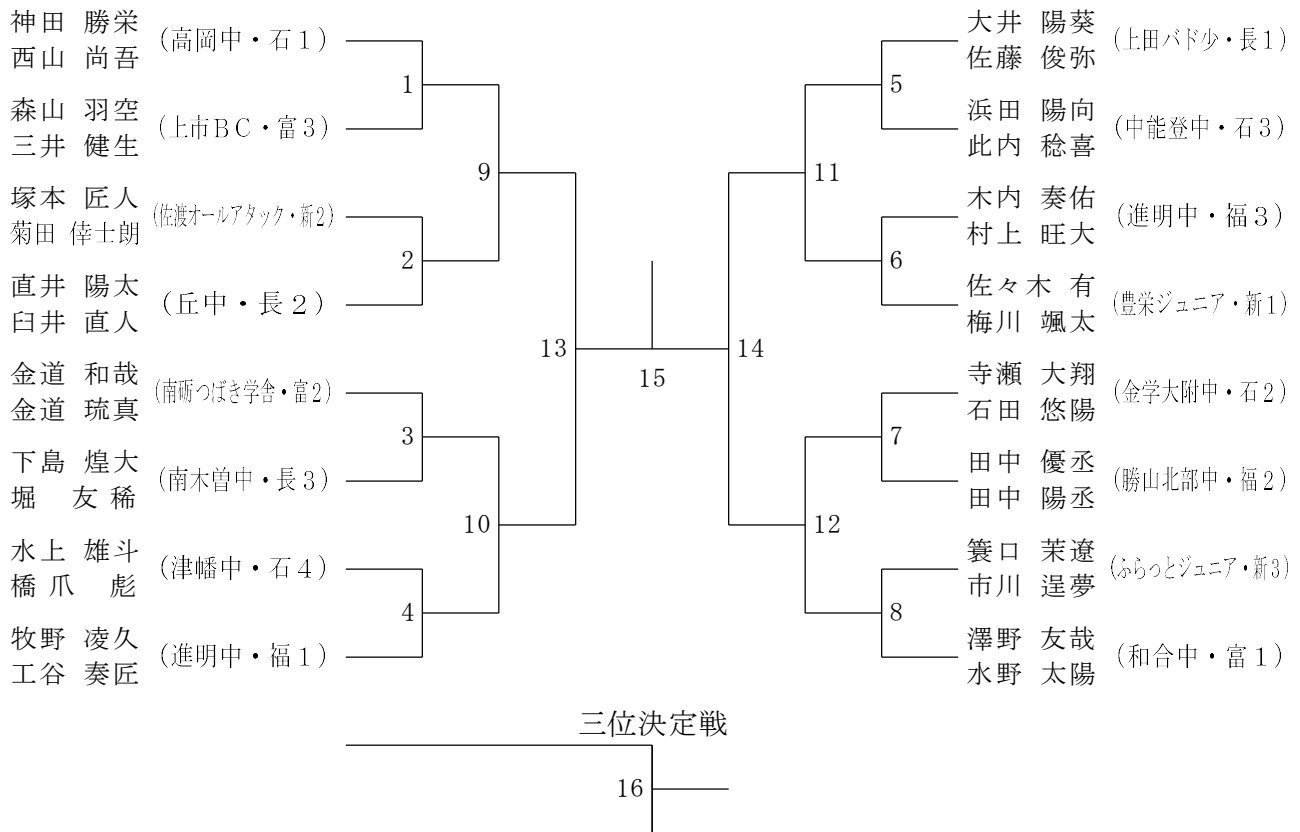 神田 勝栄
西山 尚吾
(高岡中・石1)
森山 羽空
三井 健生
(上市BC・富3)
塚本 匠人
菊田 倖士朗
(佐渡オールアタック・新2)
直井 陽太
臼井 直人
(丘中・長2)
金道 和哉
金道 琉真
(南砺つばき学舎・富2)
下島 煌大
堀 友稀
(南木曽中・長3)
水上 雄斗
橋爪 彪
(津幡中・石4)
牧野 凌久
工谷 奏匠
(進明中・福1)
1
2
3
4
9
10
13
15
14
11
12
5
6
7
8
大井 陽葵
佐藤 俊弥
(上田バド少・長1)
浜田 陽向
此内 稔喜
(中能登中・石3)
木内 奏佑
村上 旺大
(進明中・福3)
佐々木 有
梅川 颯太
(豊栄ジュニア・新1)
寺瀬 大翔
石田 悠陽
(金学大附中・石2)
田中 優丞
田中 陽丞
(勝山北部中・福2)
簑口 茉遼
市川 逞夢
(ふらっとジュニア・新3)
澤野 友哉
水野 太陽
(和合中・富1)
三位決定戦
16